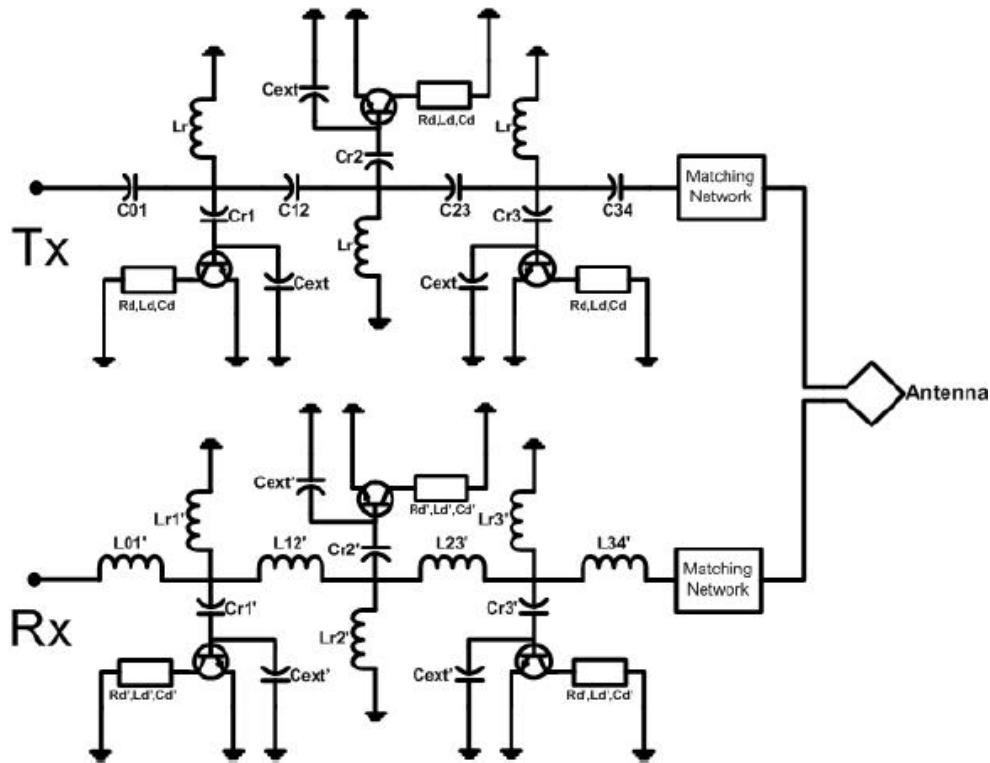 Cext
Rd,Ld,Cd
Lr
Cr2
Lr
C01
C12
C23
C34
Matching
Network
Tx
Cr1
Lr
Cr3
Cext
Cext
Rd,Ld,Cd
Rd,Ld,Cd
Antenna
Cext'
Rd',Ld',Cd'
Lr1'
Lr3'
L01'
L12'
Cr2'
L23'
L34'
Matching
Network
Rx
Cr1'
Lr2'
Cr3'
Cext'
Cext'
Rd',Ld',Cd'
Rd',Ld',Cd'